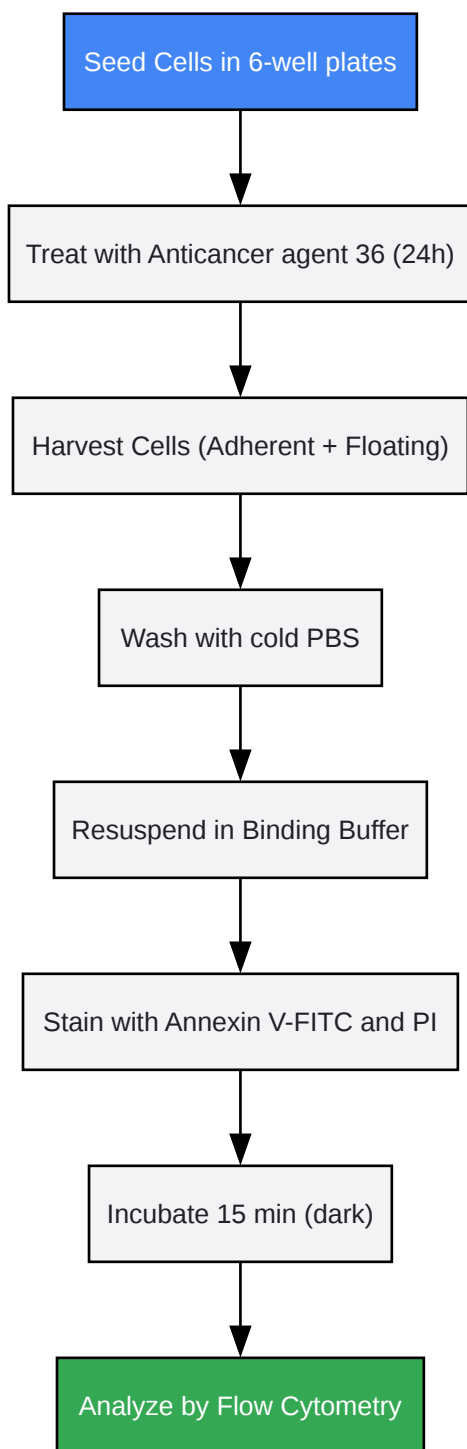 Seed Cells in 6-well plates
Treat with Anticancer agent 36 (24h)
Harvest Cells (Adherent + Floating)
Wash with cold PBS
Resuspend in Binding Buffer
Stain with Annexin V-FITC and PI
Incubate 15 min (dark)
Analyze by Flow Cytometry